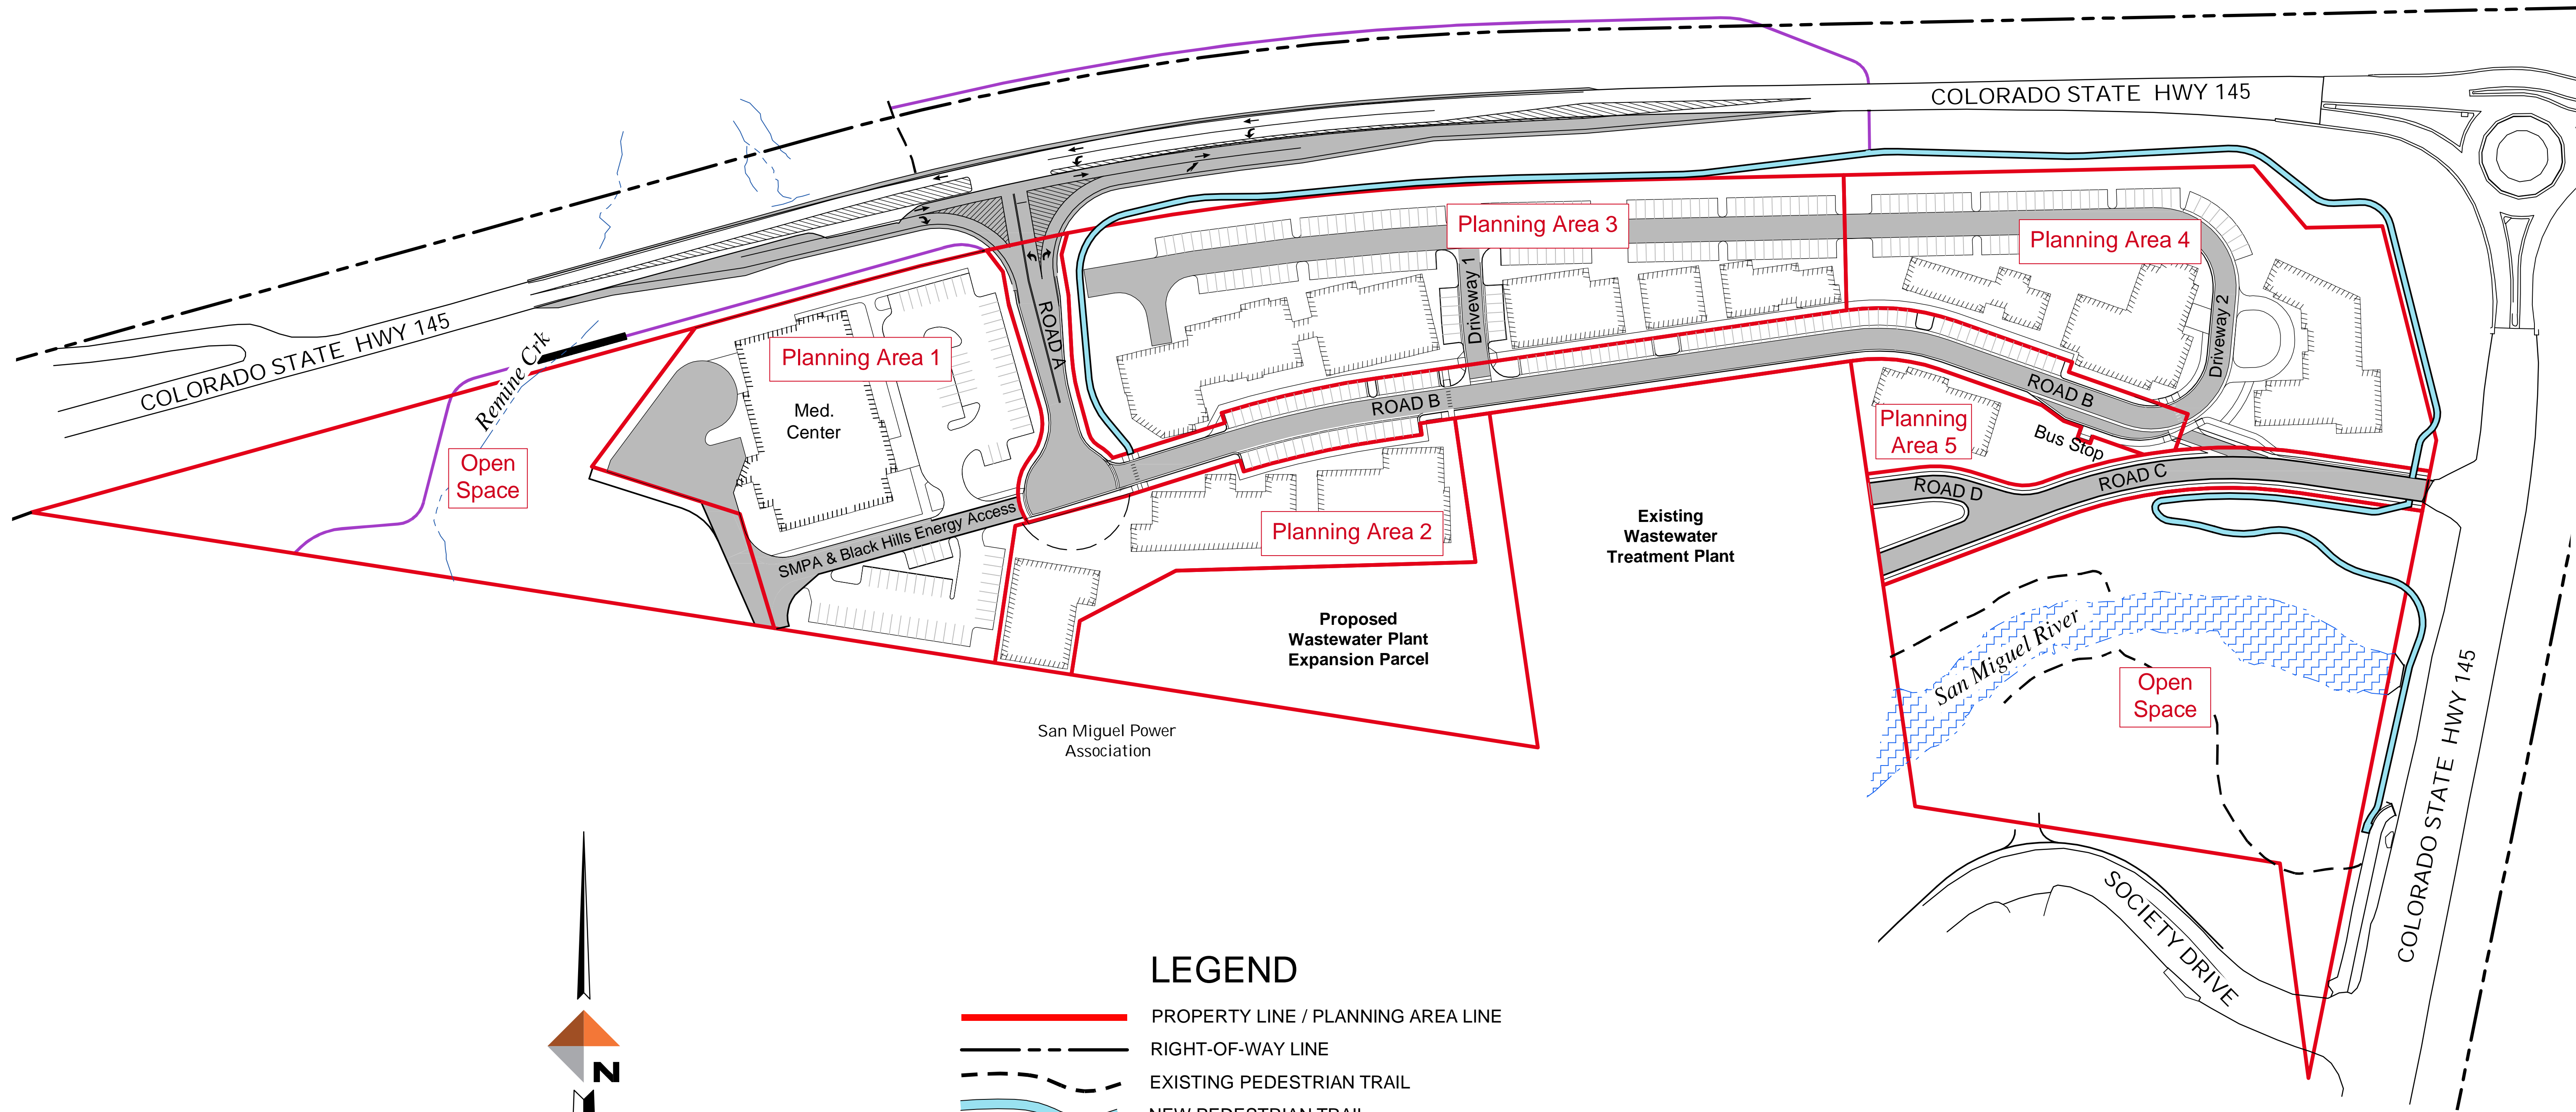 COLORADO STATE HWY 145
COLORADO STATE HWY 145
Remine Crk
Open
Space
Planning Area 1
Med.
Center
ROAD A
SMPA & Black Hills Energy Access
Planning Area 3
Driveway 1
ROAD B
Planning Area 2
Planning Area 4
Driveway 2
ROAD B
Planning
Area 5
Bus Stop
ROAD D
ROAD C
Existing
Wastewater
Treatment Plant
Proposed
Wastewater Plant
Expansion Parcel
San Miguel Power
Association
San Miguel River
Open
Space
COLORADO STATE HWY 145
SOCIETY DRIVE
N
LEGEND
PROPERTY LINE / PLANNING AREA LINE
RIGHT-OF-WAY LINE
EXISTING PEDESTRIAN TRAIL
NEW PEDESTRIAN TRAIL